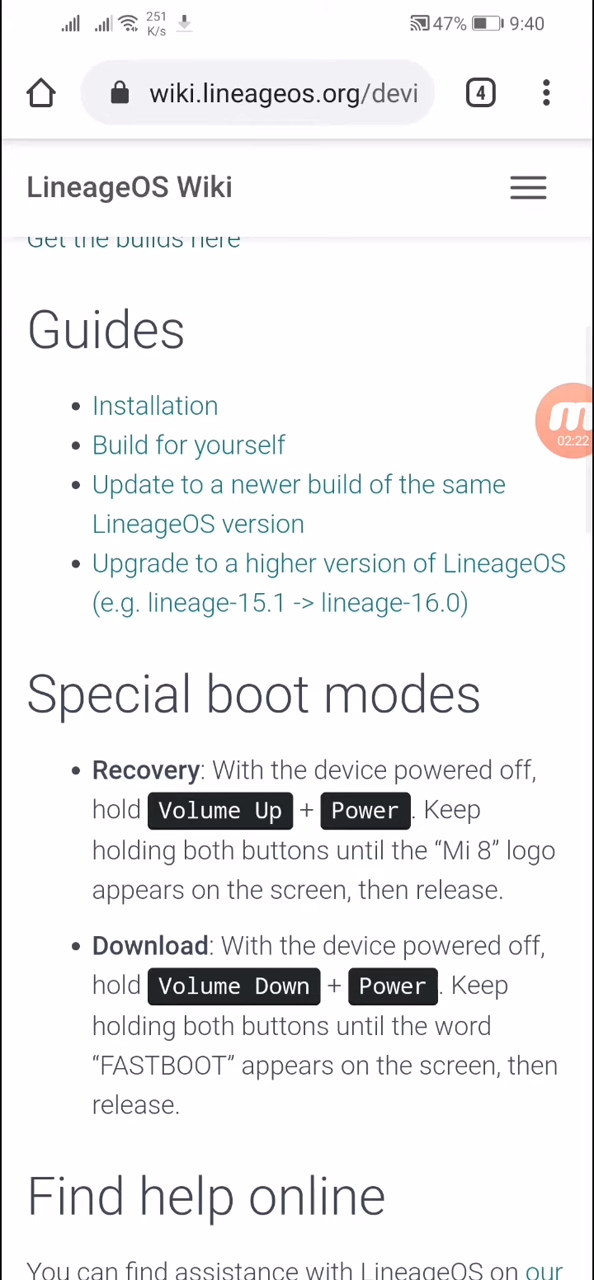 251
K/s
47%
9:40
wiki.lineageos.org/devi
4
LineageOS Wiki
Get the builds here
Guides
Installation
Build for yourself
Update to a newer build of the same
LineageOS version
Upgrade to a higher version of LineageOS
(e.g. lineage-15.1 -> lineage-16.0)
Special boot modes
Recovery: With the device powered off,
hold Volume Up + Power. Keep
holding both buttons until the “Mi 8” logo
appears on the screen, then release.
Download: With the device powered off,
hold Volume Down + Power. Keep
holding both buttons until the word
“FASTBOOT” appears on the screen, then
release.
02:22
Find help online
You can find assistance with LineageOS on our